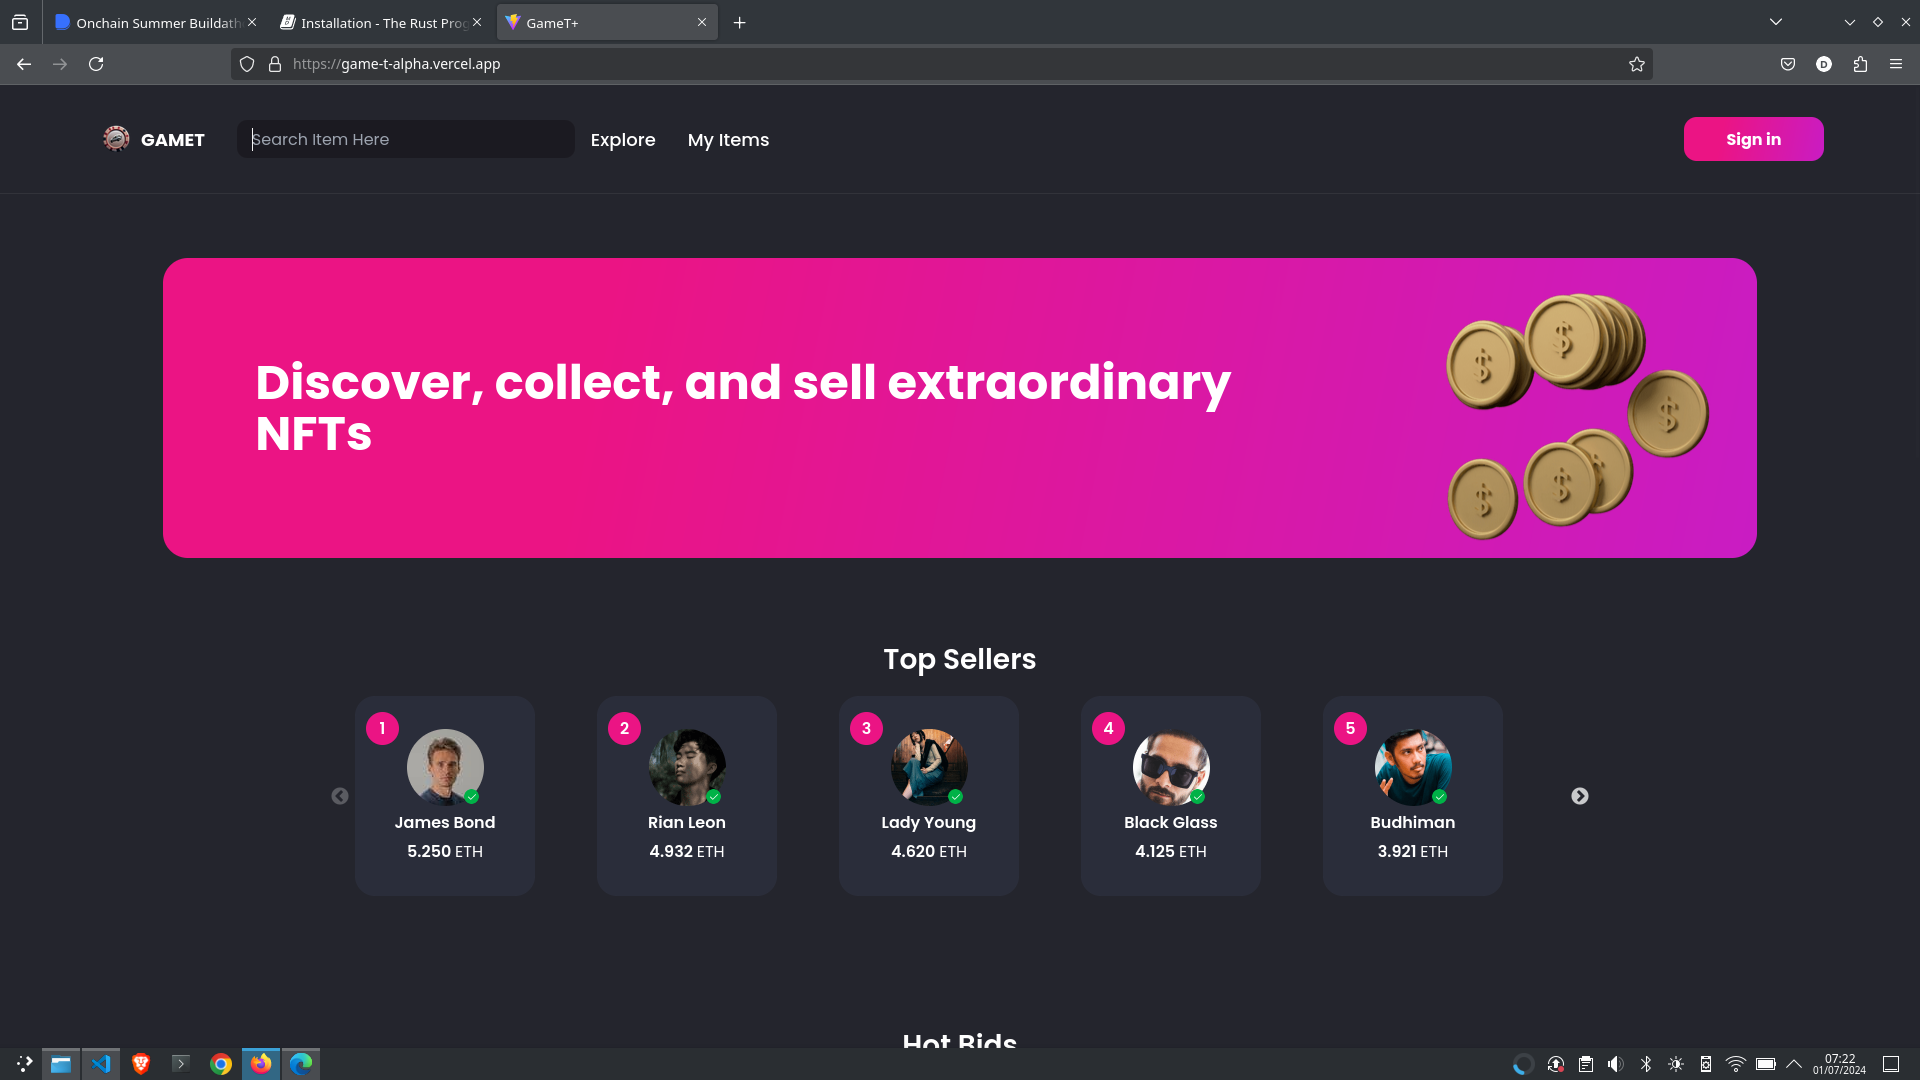 Onchain Summer Buildath
Installation - The Rust Prog
GameT+
https://game-t-alpha.vercel.app
D
GAMET
Search Item Here
Explore
My Items
Sign in
Discover, collect, and sell extraordinary
NFTs
Top Sellers
1
2
3
4
5
James Bond
Rian Leon
Lady Young
Black Glass
Budhiman
5.250 ETH
4.932 ETH
4.620 ETH
4.125 ETH
3.921 ETH
Hot Bids
07:22
01/07/2024